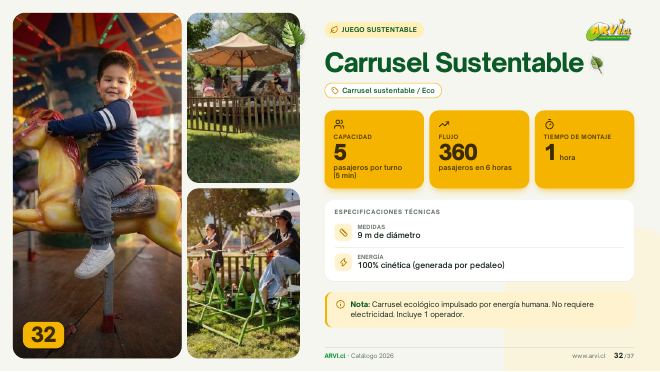 32
JUEGO SUSTENTABLE
ARVI.CL
Carrusel Sustentable
Carrusel sustentable / Eco
CAPACIDAD
5
pasajeros por turno
(5 min)
FLUJO
360
pasajeros en 6 horas
TIEMPO DE MONTAJE
1 hora
ESPECIFICACIONES TÉCNICAS
MEDIDAS
9 m de diámetro
ENERGÍA
100% cinética (generada por pedaleo)
Nota: Carrusel ecológico impulsado por energía humana. No requiere
electricidad. Incluye 1 operador.
ARVI.cl · Catálogo 2026
www.arvi.cl 32 /37